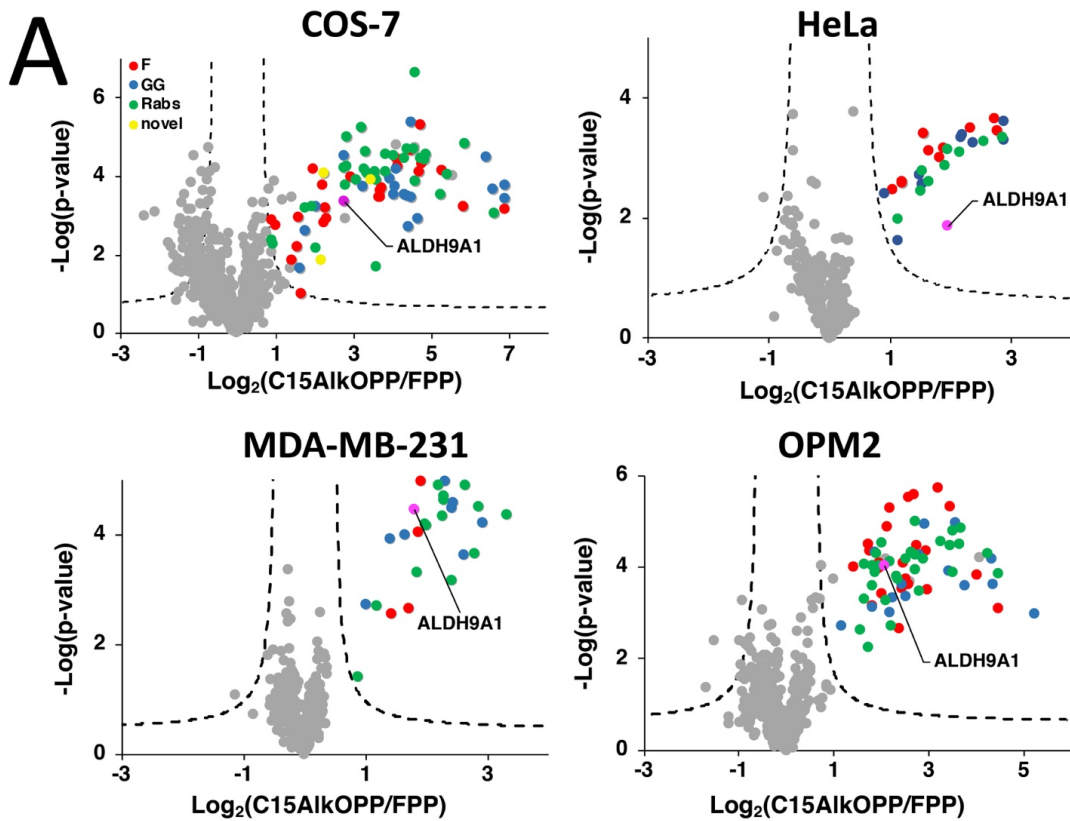 A
COS-7
-Log(p-value)
6
4
2
0
F
GG
Rabs
novel
ALDH9A1
-3
-1
1
3
5
7
Log₂(C15AlkOPP/FPP)
HeLa
-Log(p-value)
4
2
0
ALDH9A1
-3
-1
1
3
Log₂(C15AlkOPP/FPP)
MDA-MB-231
-Log(p-value)
4
2
0
ALDH9A1
-3
-1
1
3
Log₂(C15AlkOPP/FPP)
OPM2
-Log(p-value)
6
4
2
0
ALDH9A1
-3
-1
1
3
5
Log₂(C15AlkOPP/FPP)